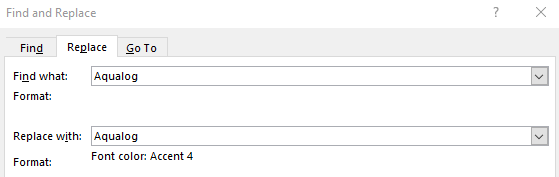 Find and Replace
? ×
Find Replace Go To
Find what: Aqualog
Format:
Replace with: Aqualog
Format: Font color: Accent 4